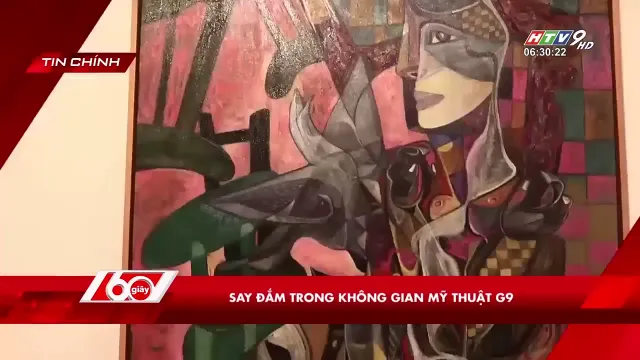 TIN CHÍNH
HTV9 HD
06:30:22
60 giây
SAY ĐẮM TRONG KHÔNG GIAN MỸ THUẬT G9